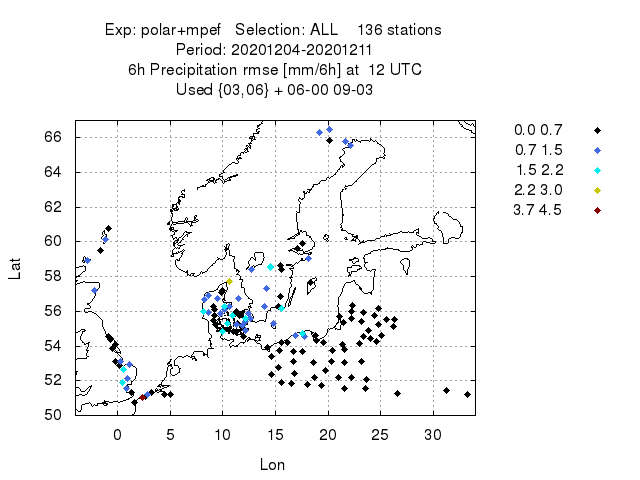 Exp: polar+mpef Selection: ALL 136 stations
Period: 20201204-20201211
6h Precipitation rmse [mm/6h] at 12 UTC
Used {03,06} + 06-00 09-03
66
64
62
60
58
56
54
52
50
Lat
0 5 10 15 20 25 30
Lon
0.0 0.7
0.7 1.5
1.5 2.2
2.2 3.0
3.7 4.5